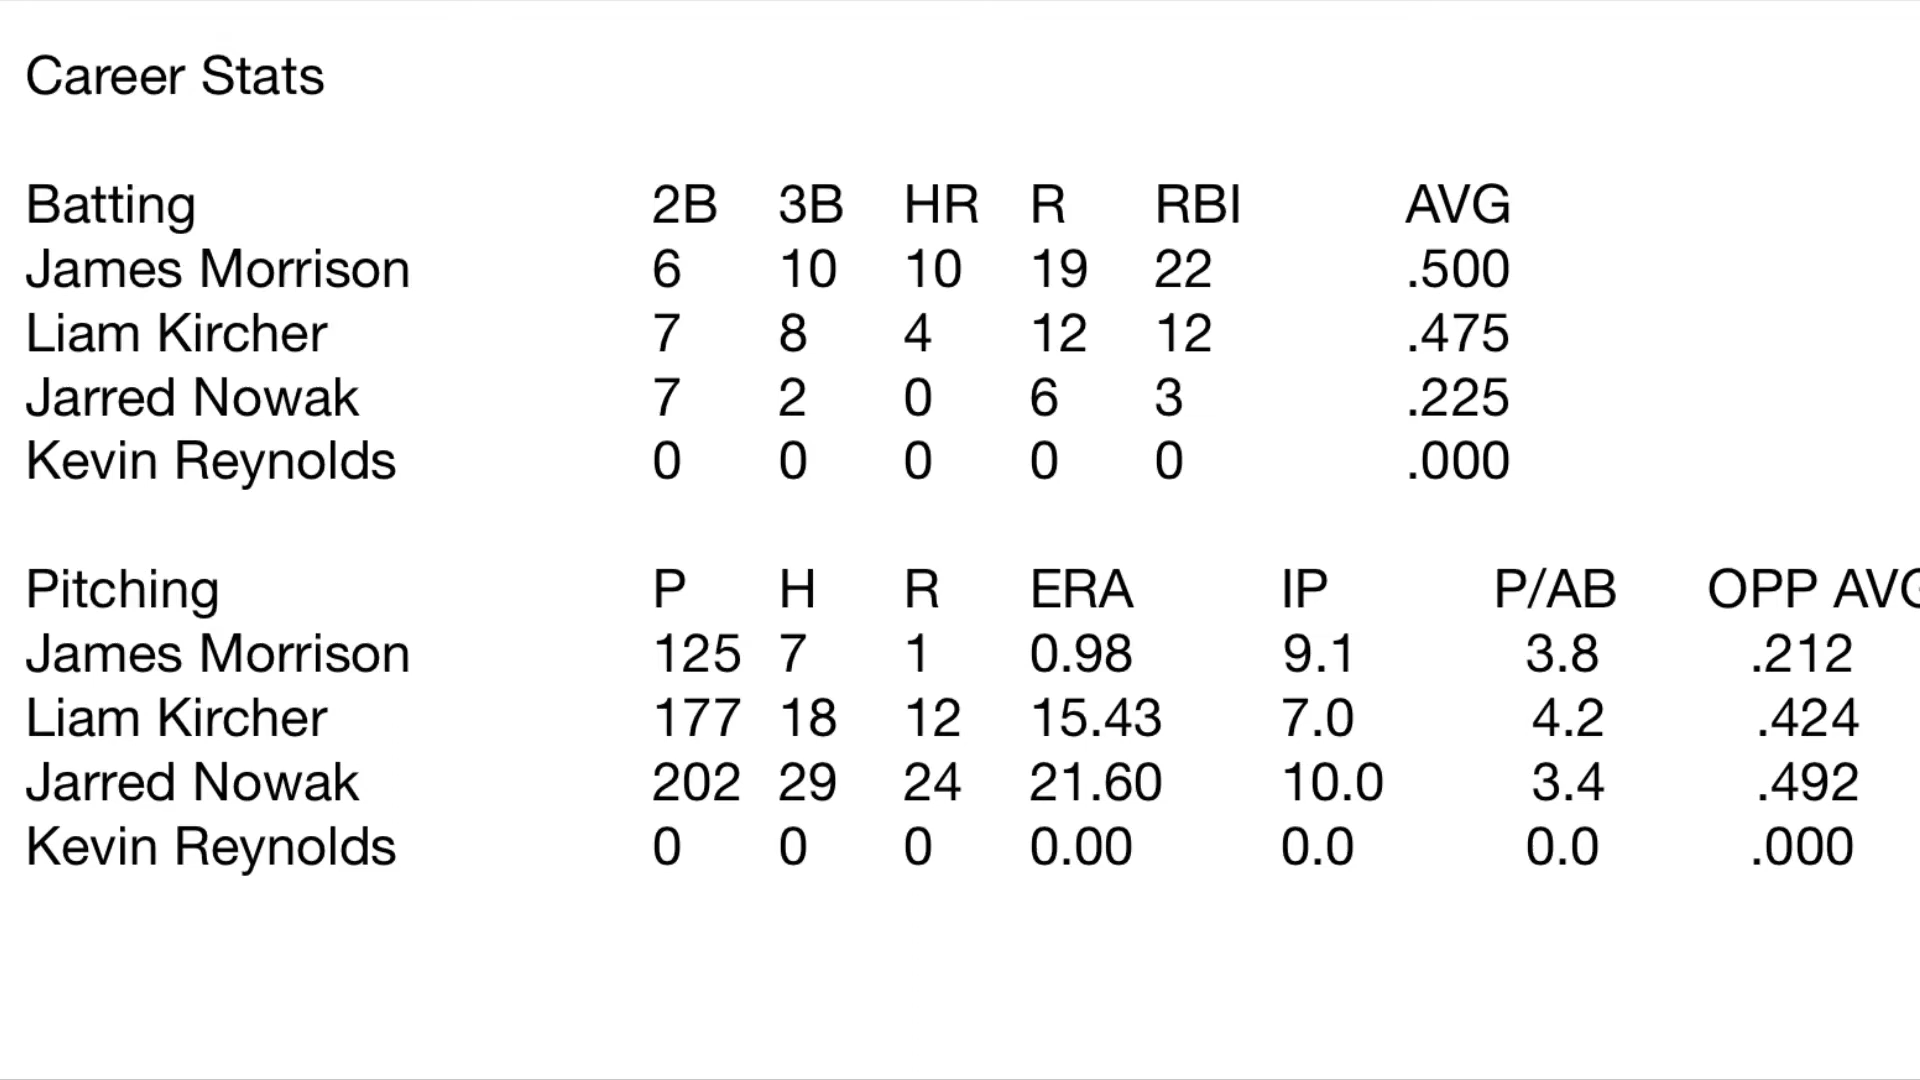 Career Stats
Batting 2B 3B HR R RBI AVG
James Morrison 6 10 10 19 22 .500
Liam Kircher 7 8 4 12 12 .475
Jarred Nowak 7 2 0 6 3 .225
Kevin Reynolds 0 0 0 0 0 .000
Pitching P H R ERA IP P/AB OPP AVG
James Morrison 125 7 1 0.98 9.1 3.8 .212
Liam Kircher 177 18 12 15.43 7.0 4.2 .424
Jarred Nowak 202 29 24 21.60 10.0 3.4 .492
Kevin Reynolds 0 0 0 0.00 0.0 0.0 .000